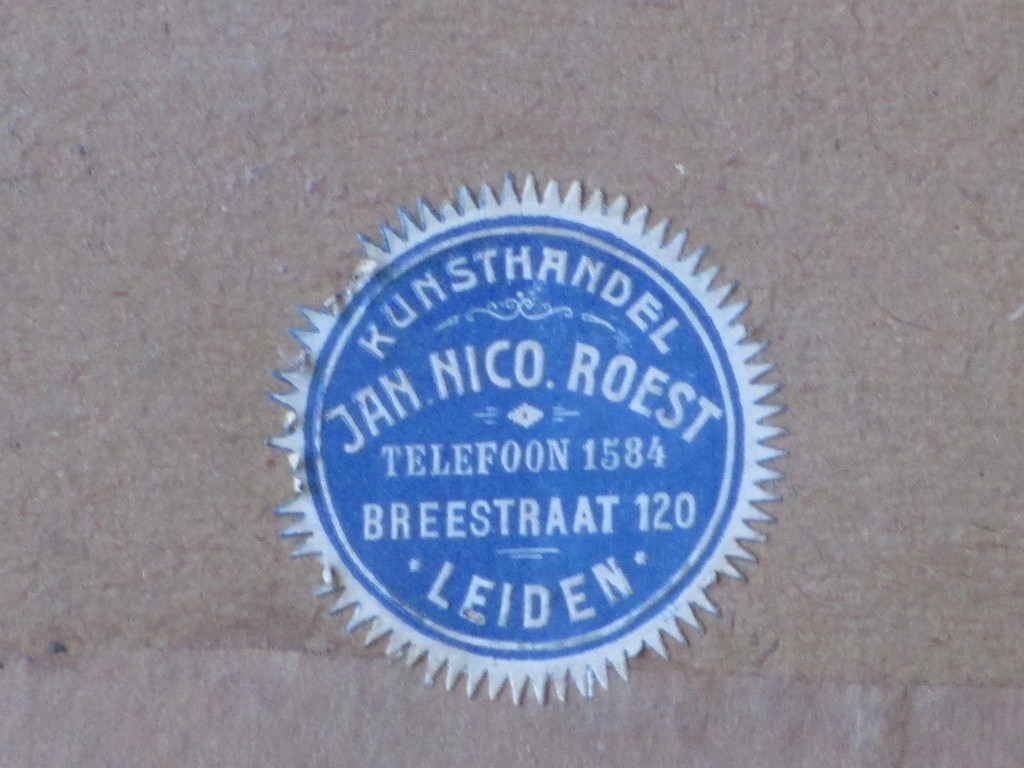 KUNSTHANDEL
JAN. NICO. ROEST
TELEFOON 1584
BREESTRAAT 120
· LEIDEN ·